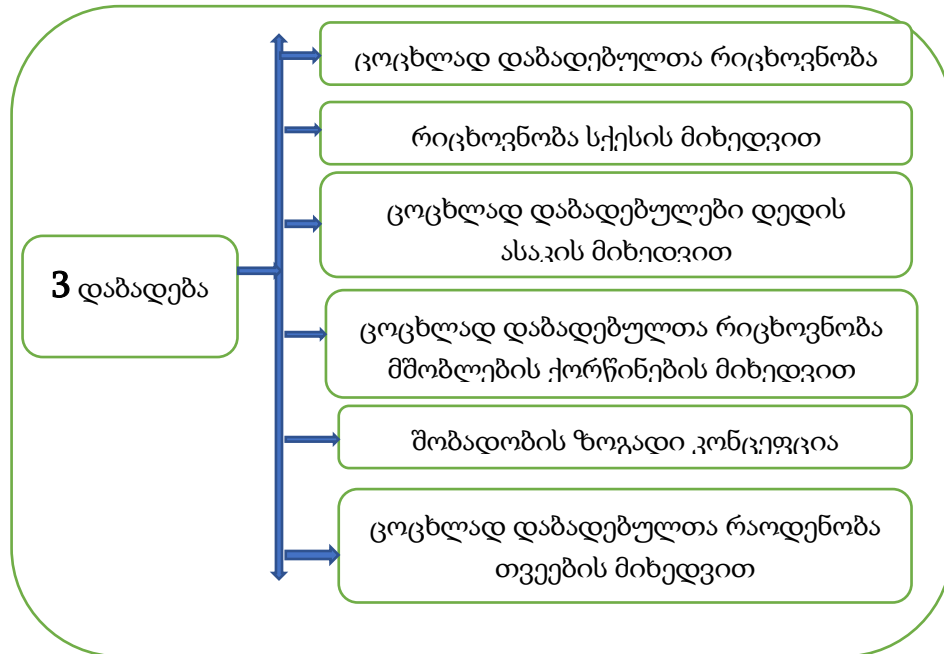 ცოცხლად დაბადებულთა რიცხოვნობა
რიცხოვნობა სქესის მიხედვით
ცოცხლად დაბადებულები დედის
ასაკის მიხედვით
3 დაბადება
ცოცხლად დაბადებულთა რიცხოვნობა
მშობლების ქორწინების მიხედვით
შობადობის ზოგადი კონცეფცია
ცოცხლად დაბადებულთა რაოდენობა
თვეების მიხედვით